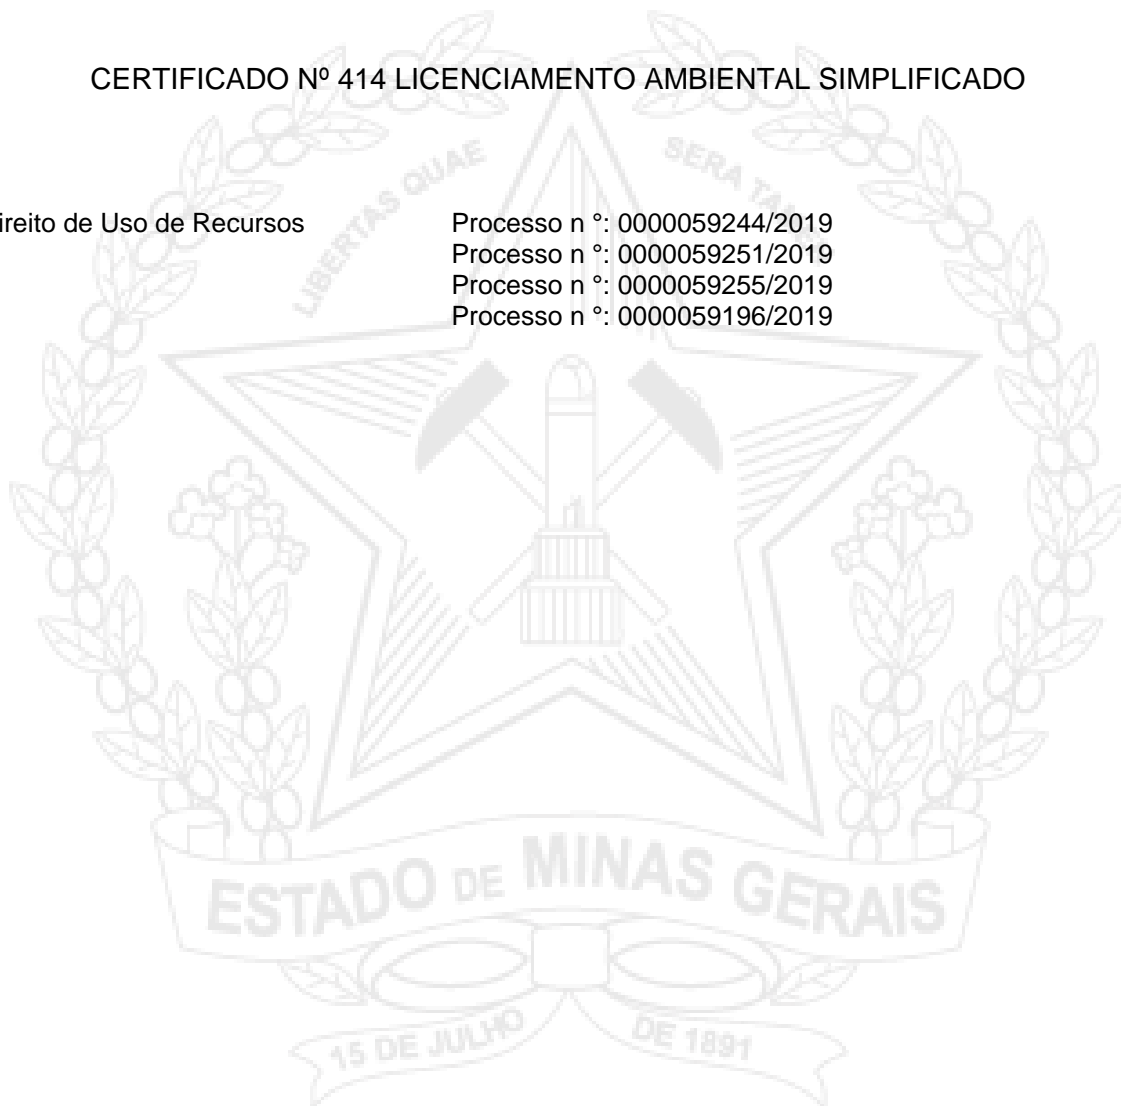 CERTIFICADO Nº 414 LICENCIAMENTO AMBIENTAL SIMPLIFICADO
LIBERTAS QUAE SERA TAMEN
ireito de Uso de Recursos Processo n °: 0000059244/2019
Processo n °: 0000059251/2019
Processo n °: 0000059255/2019
Processo n °: 0000059196/2019
ESTADO DE MINAS GERAIS
15 DE JULHO DE 1891